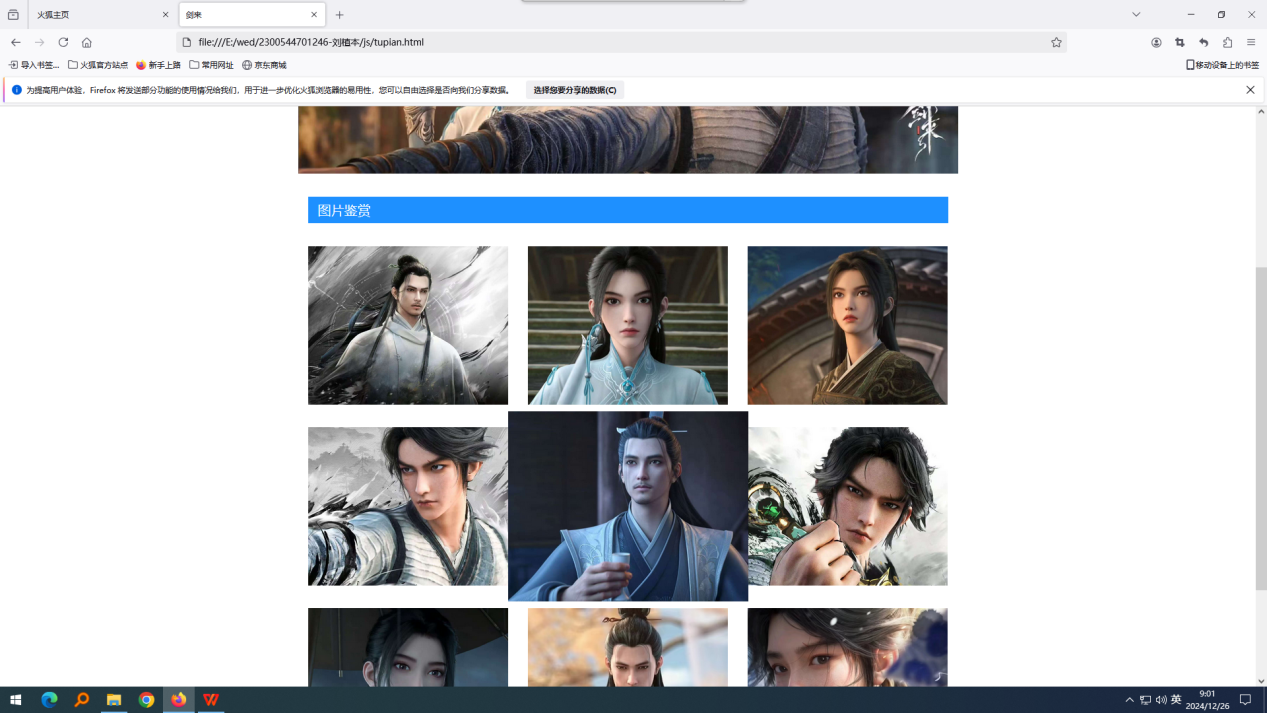 火狐主页
剑来
file:///E:/wed/2300544701246-刘楂本/js/tupian.html
导入书签... 火狐官方站点 新手上路 常用网址 京东商城 移动设备上的书签
为提高用户体验，Firefox 将发送部分功能的使用情况给我们，用于进一步优化火狐浏览器的易用性，您可以自由选择是否向我们分享数据。 选择您要分享的数据(C)
剑来
图片鉴赏
英
9:01
2024/12/26